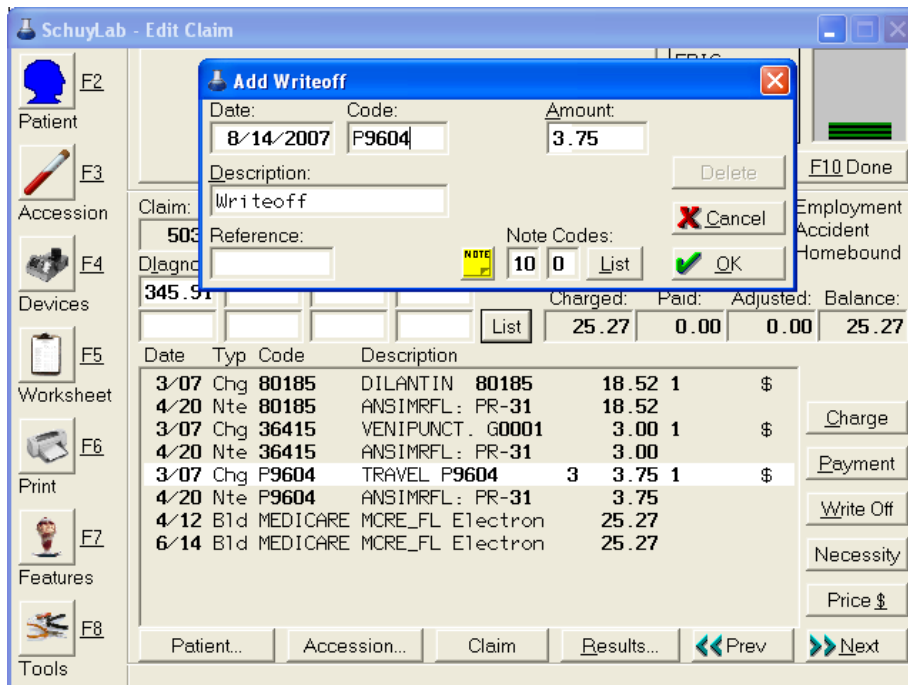 SchuyLab - Edit Claim
F2
Patient
F3
Accession
F4
Devices
F5
Worksheet
F6
Print
F7
Features
F8
Tools
Add Writeoff
Date: Code: Amount:
8/14/2007 P9604 3.75
Description:
Writeoff
Reference: Note Codes:
NOTE 10 0 List
Delete
Cancel
OK
F10 Done
Claim:
503
Employment
Accident
Homebound
Diagno
345.91
List
Charged: Paid: Adjusted: Balance:
25.27 0.00 0.00 25.27
Date Typ Code Description
3/07 Chg 80185 DILANTIN 80185 18.52 1 $
4/20 Nte 80185 ANSIMRFL: PR-31 18.52
3/07 Chg 36415 VENIPUNCT. G0001 3.00 1 $
4/20 Nte 36415 ANSIMRFL: PR-31 3.00
3/07 Chg P9604 TRAVEL P9604 3 3.75 1 $
4/20 Nte P9604 ANSIMRFL: PR-31 3.75
4/12 Bld MEDICARE MCRE_FL Electron 25.27
6/14 Bld MEDICARE MCRE_FL Electron 25.27
Charge
Payment
Write Off
Necessity
Price $
Patient... Accession... Claim Results... Prev Next